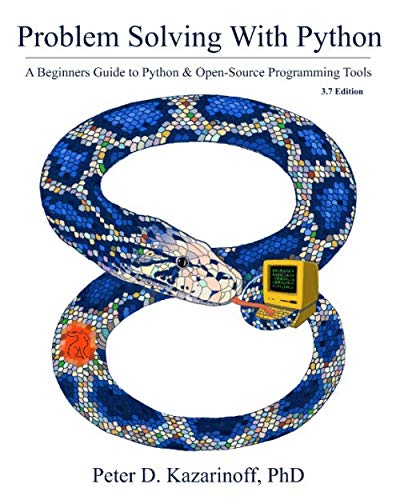 Problem Solving With Python
A Beginners Guide to Python & Open-Source Programming Tools
3.7 Edition
Peter D. Kazarinoff, PhD